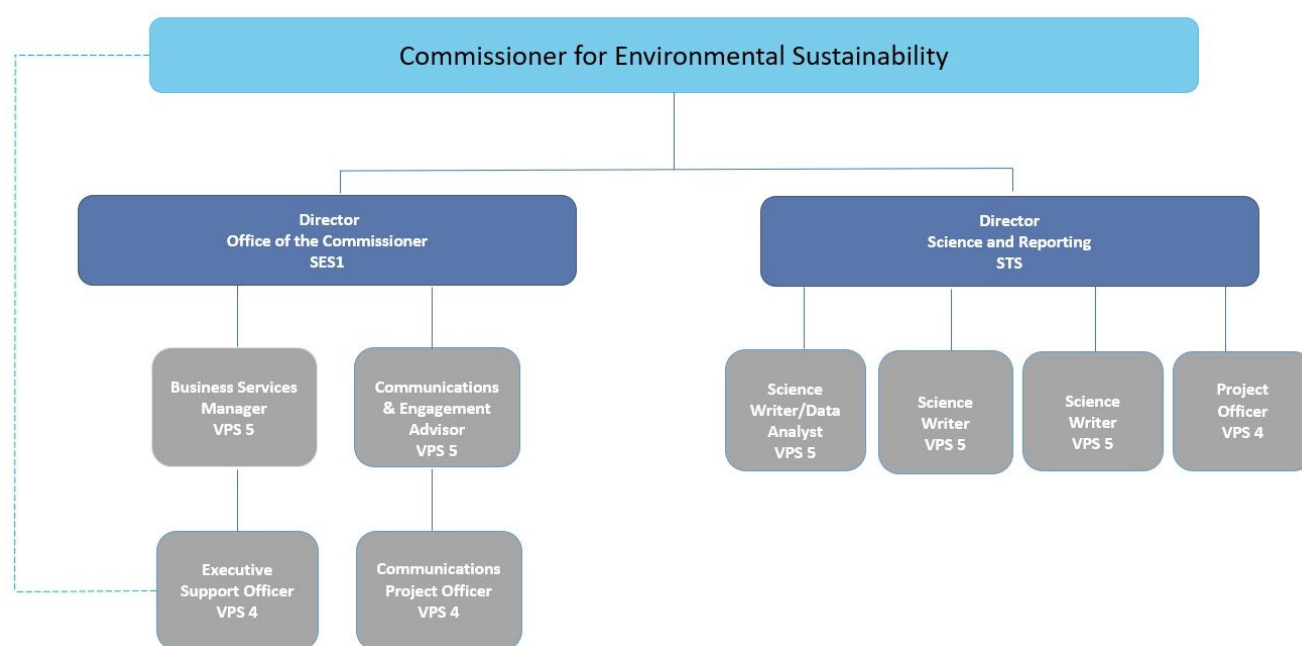 Commissioner for Environmental Sustainability
Director
Office of the Commissioner
SES1
Director
Science and Reporting
STS
Business Services
Manager
VPS 5
Communications
& Engagement
Advisor
VPS 5
Science
Writer/Data
Analyst
VPS 5
Science
Writer
VPS 5
Science
Writer
VPS 5
Project
Officer
VPS 4
Executive
Support Officer
VPS 4
Communications
Project Officer
VPS 4